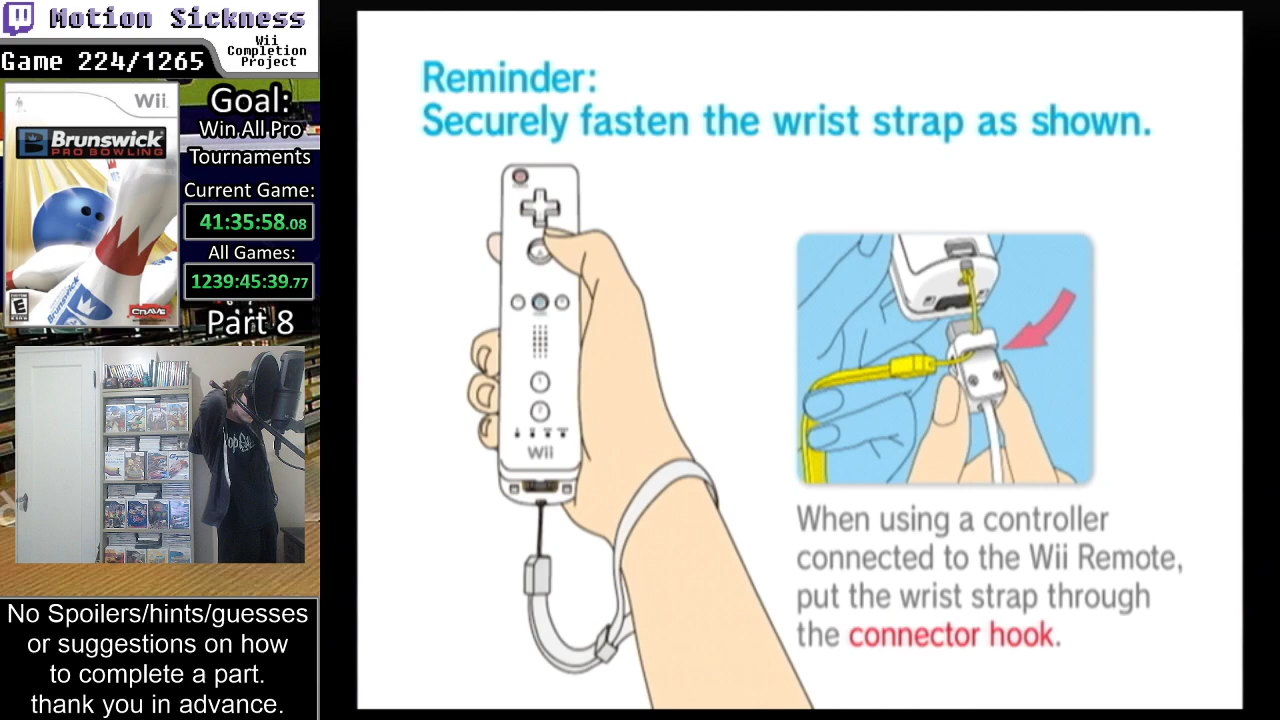 Motion Sickness
Wii
Completion
Project
Game 224/1265
Wii
Brunswick
PRO BOWLING
Brunswick
E
CRAVE
Goal:
Win All Pro
Tournaments
Current Game:
41:35:58.08
All Games:
1239:45:39.77
Part 8
No Spoilers/hints/guesses
or suggestions on how
to complete a part.
thank you in advance.
Reminder:
Securely fasten the wrist strap as shown.
Wii
When using a controller
connected to the Wii Remote,
put the wrist strap through
the connector hook.